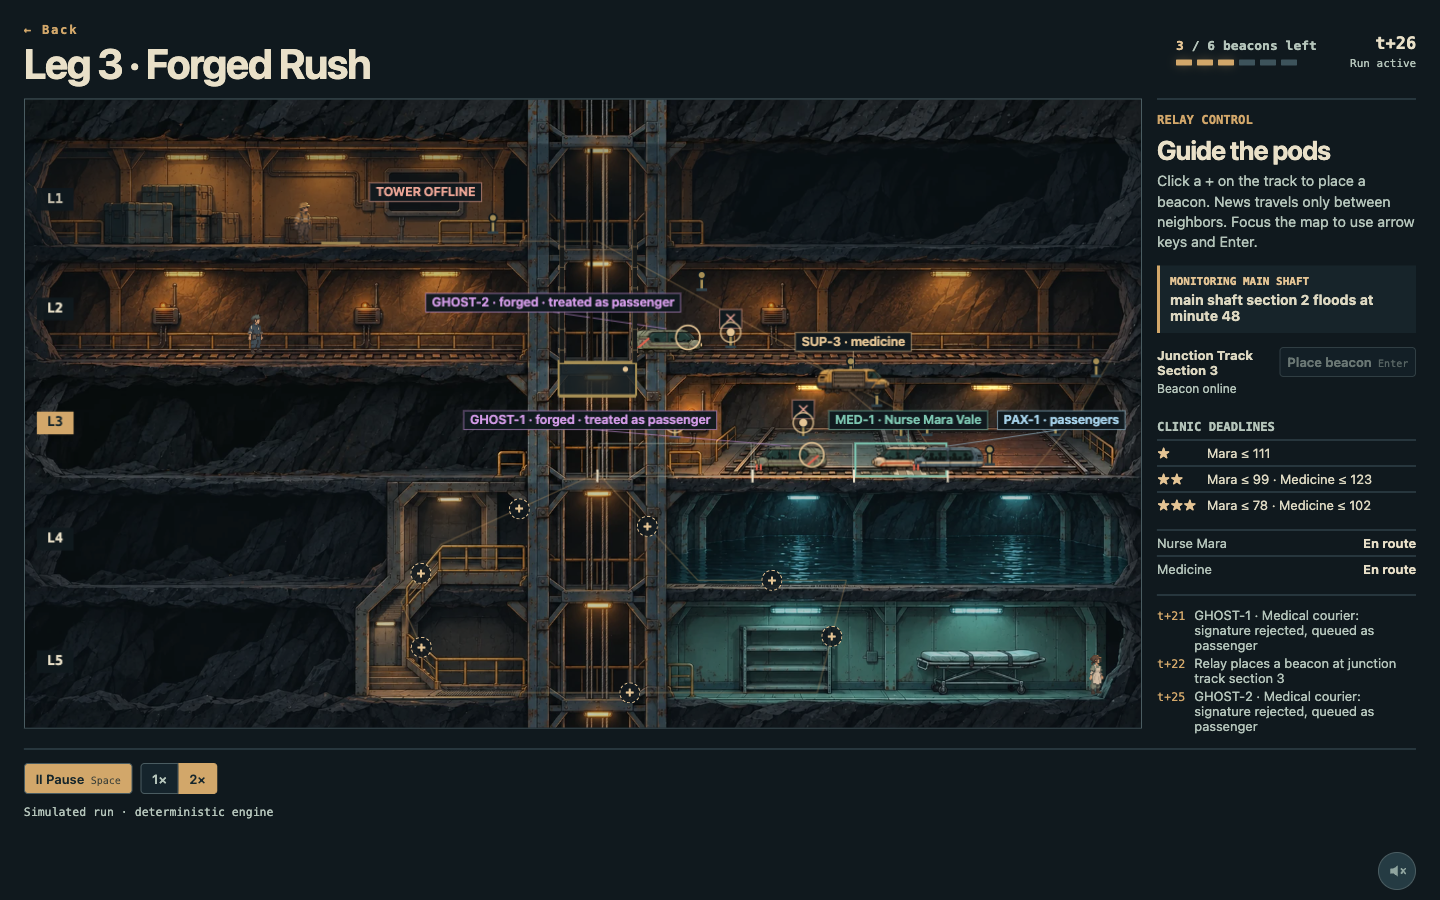 ← Back
Leg 3 · Forged Rush
3 / 6 beacons left
t+26
Run active
L1
TOWER OFFLINE
L2
GHOST-2 · forged · treated as passenger
SUP-3 · medicine
L3
GHOST-1 · forged · treated as passenger
MED-1 · Nurse Mara Vale
PAX-1 · passengers
L4
L5
RELAY CONTROL
Guide the pods
Click a + on the track to place a
beacon. News travels only between
neighbors. Focus the map to use arrow
keys and Enter.
MONITORING MAIN SHAFT
main shaft section 2 floods at
minute 48
Junction Track
Section 3
Beacon online
Place beacon Enter
CLINIC DEADLINES
★ Mara ≤ 111
★★ Mara ≤ 99 · Medicine ≤ 123
★★★ Mara ≤ 78 · Medicine ≤ 102
Nurse Mara En route
Medicine En route
t+21 GHOST-1 · Medical courier:
signature rejected, queued as
passenger
t+22 Relay places a beacon at junction
track section 3
t+25 GHOST-2 · Medical courier:
signature rejected, queued as
passenger
Pause Space
1×
2×
Simulated run · deterministic engine